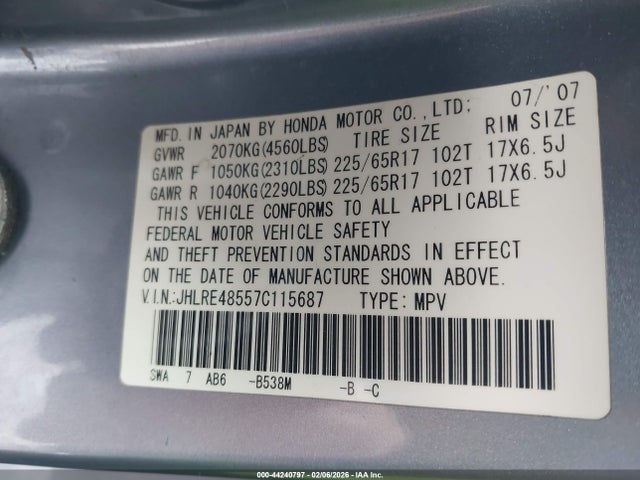 MFD. IN JAPAN BY HONDA MOTOR CO., LTD; 07/'07
GVWR 2070KG(4560LBS) TIRE SIZE RIM SIZE
GAWR F 1050KG(2310LBS) 225/65R17 102T 17X6.5J
GAWR R 1040KG(2290LBS) 225/65R17 102T 17X6.5J
THIS VEHICLE CONFORMS TO ALL APPLICABLE
FEDERAL MOTOR VEHICLE SAFETY
AND THEFT PREVENTION STANDARDS IN EFFECT
ON THE DATE OF MANUFACTURE SHOWN ABOVE.
V.I.N.:JHLRE48557C115687 TYPE: MPV
SWA 7 AB6 -B538M -B -C
000-44240797 - 02/06/2026 - IAA Inc.